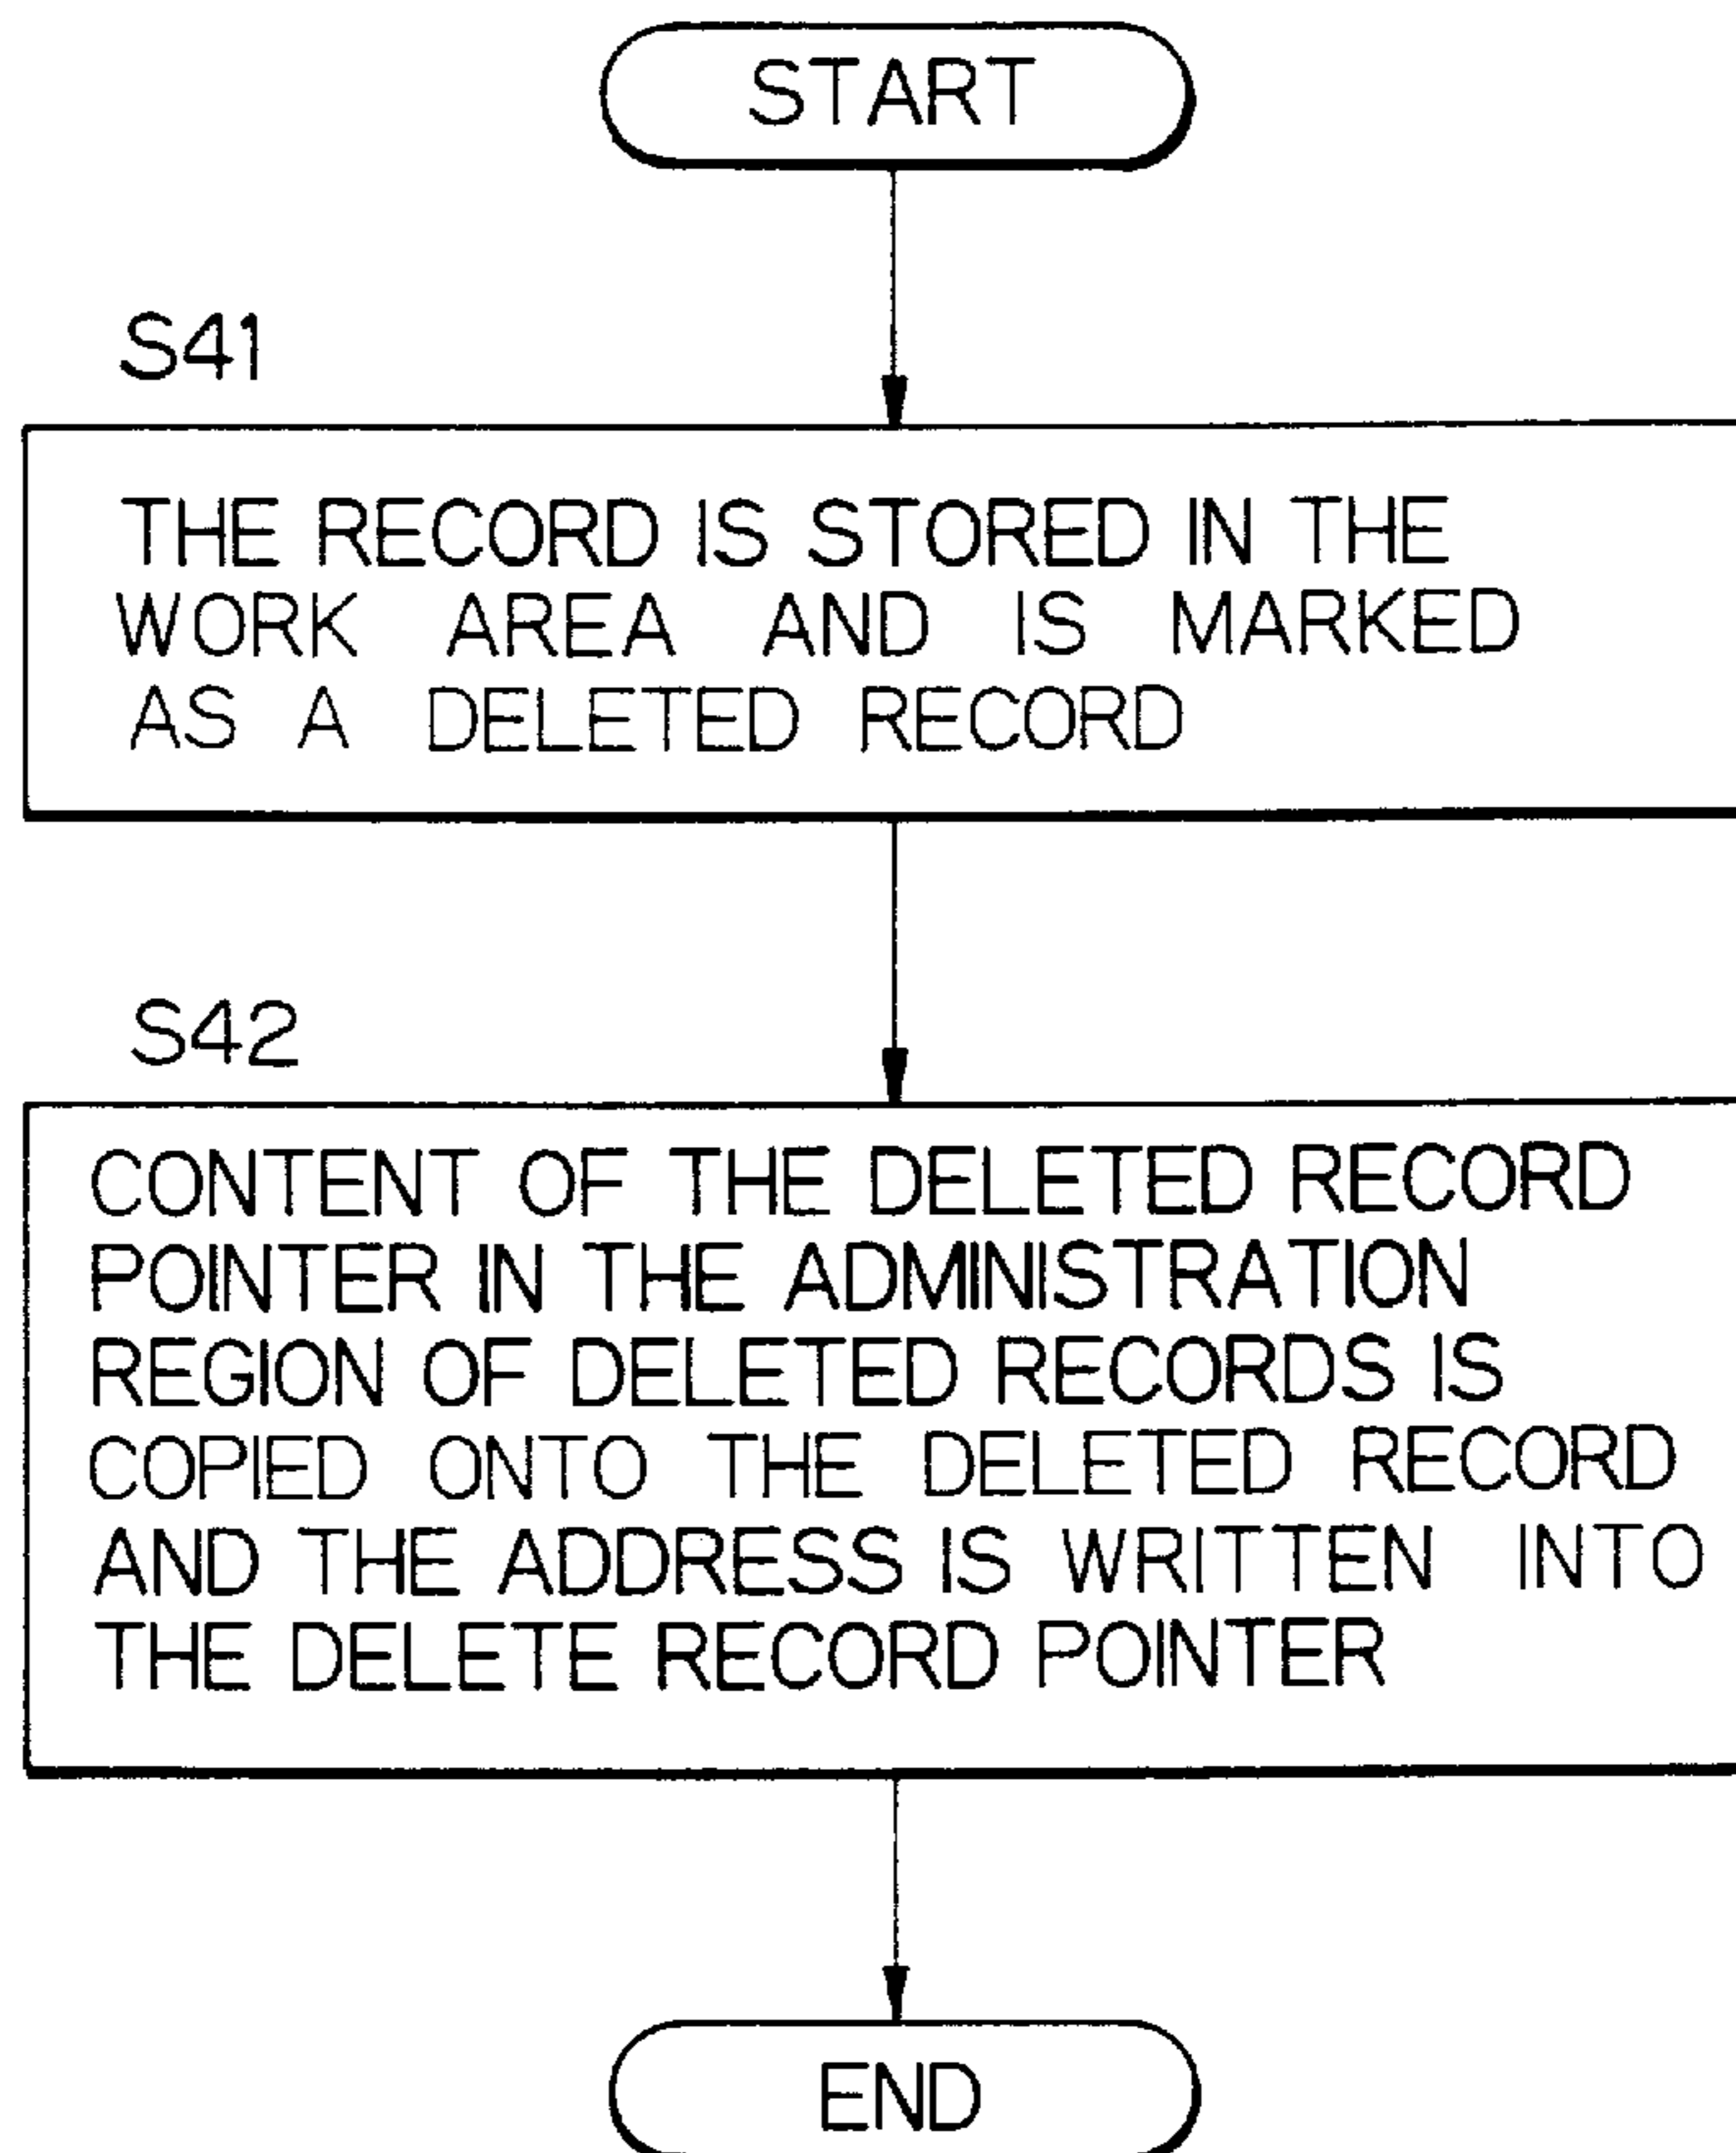 START
S41
THE RECORD IS STORED IN THE
WORK AREA AND IS MARKED
AS A DELETED RECORD
S42
CONTENT OF THE DELETED RECORD
POINTER IN THE ADMINISTRATION
REGION OF DELETED RECORDS IS
COPIED ONTO THE DELETED RECORD
AND THE ADDRESS IS WRITTEN INTO
THE DELETE RECORD POINTER
END